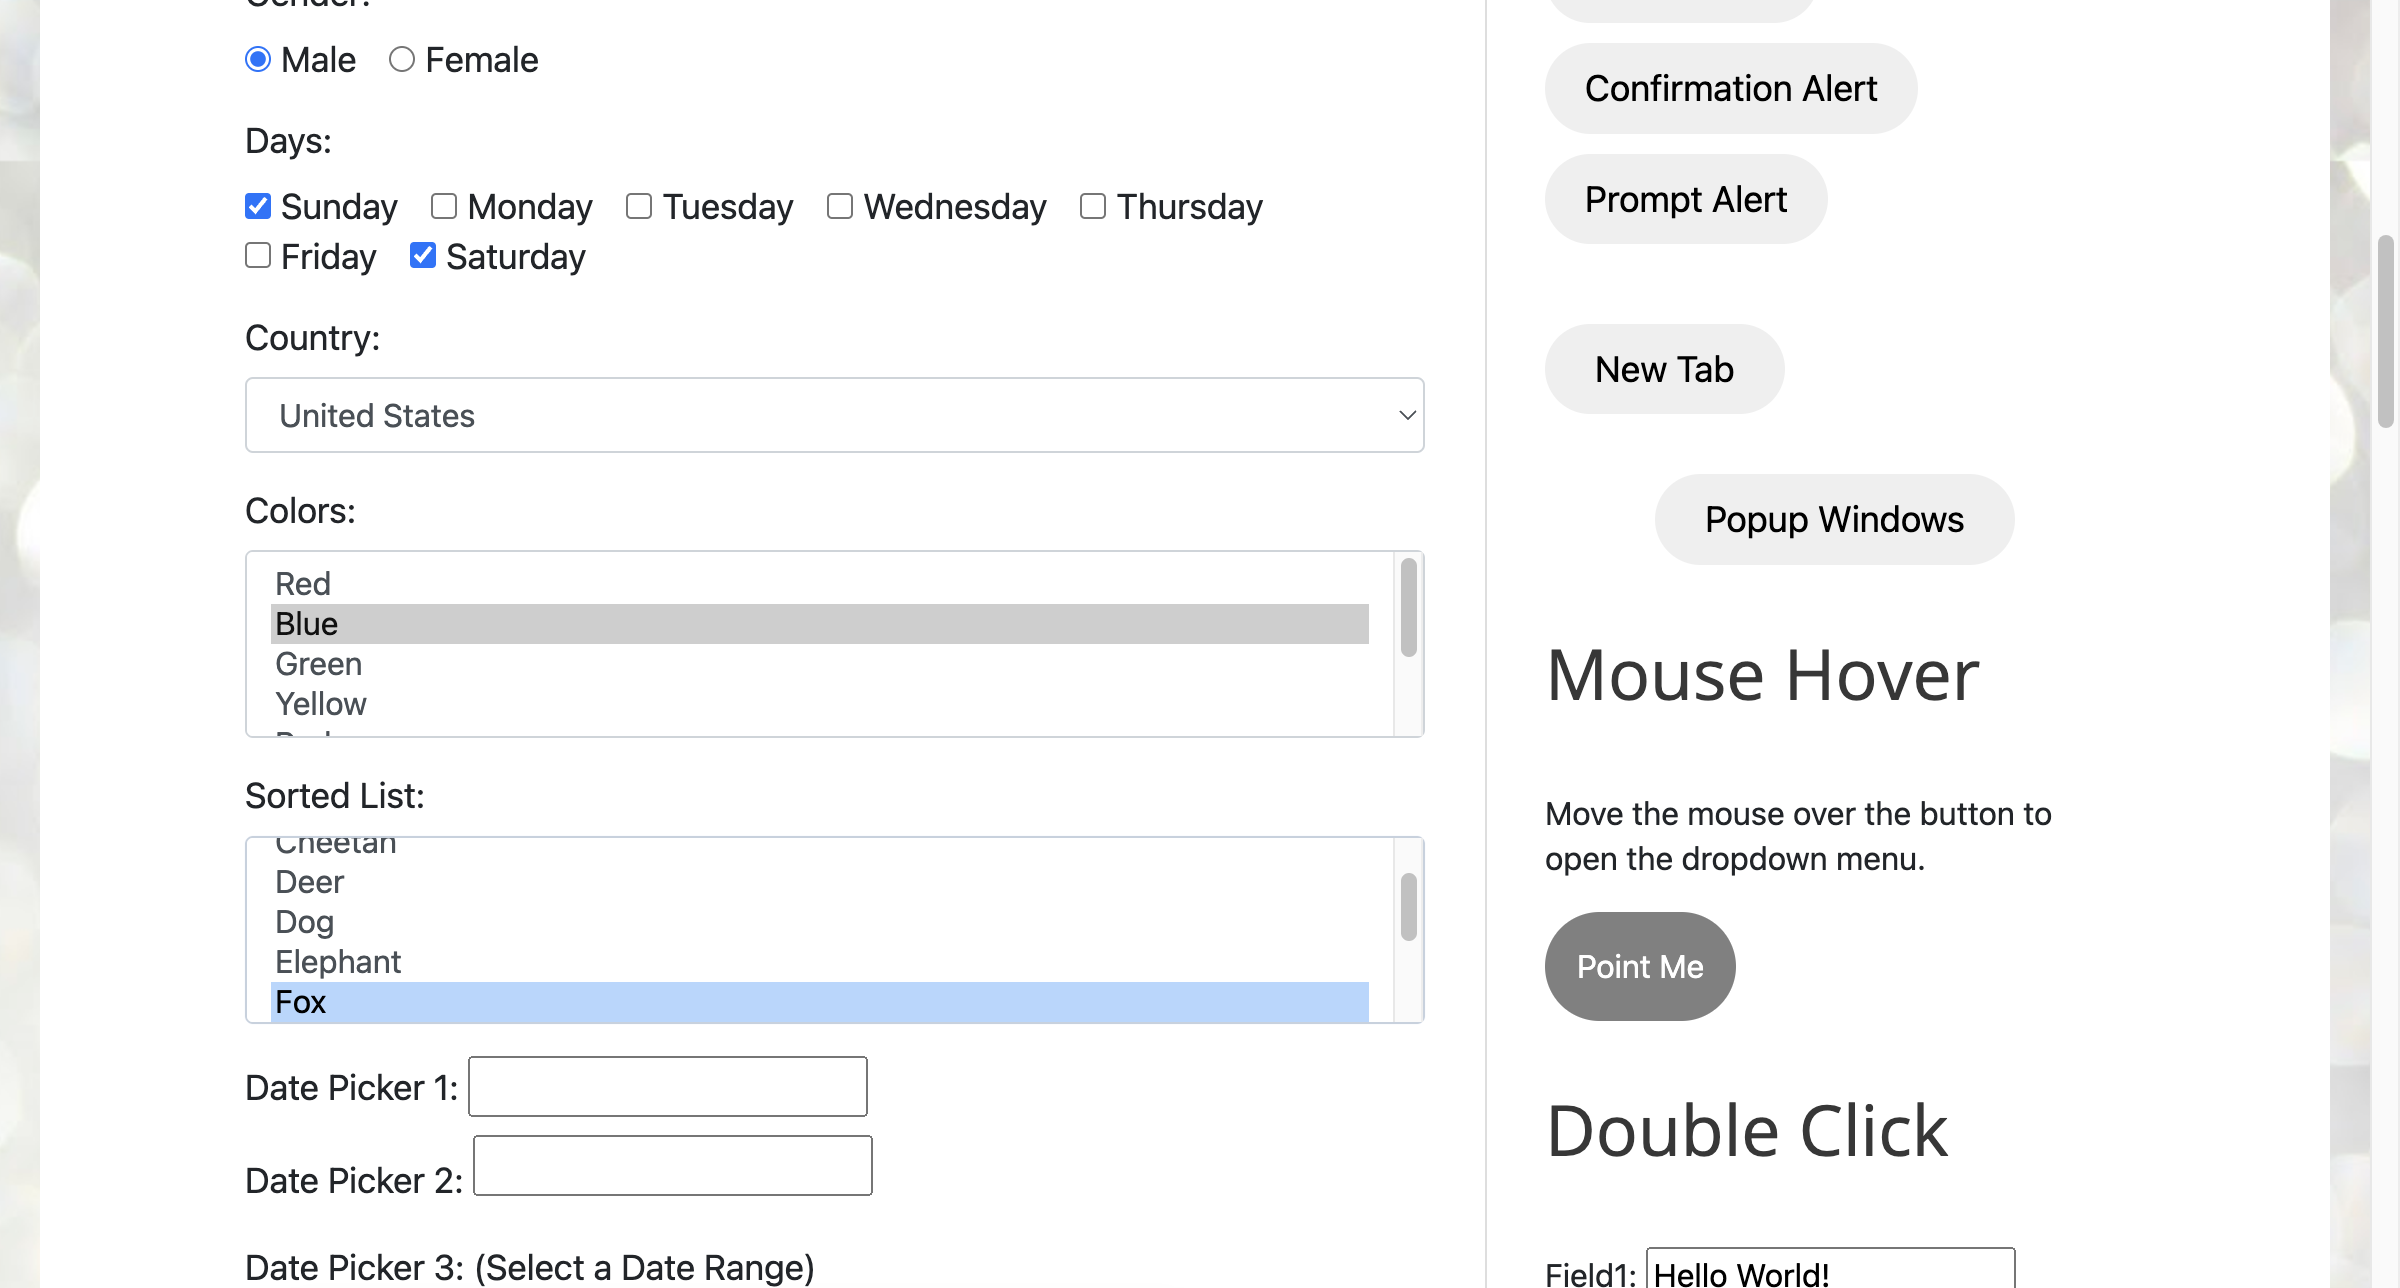 Gender:
Male Female
Days:
Sunday Monday Tuesday Wednesday Thursday
Friday Saturday
Country:
United States
Colors:
Red
Blue
Green
Yellow
Sorted List:
Cheetah
Deer
Dog
Elephant
Fox
Date Picker 1:
Date Picker 2:
Date Picker 3: (Select a Date Range)
Confirmation Alert
Prompt Alert
New Tab
Popup Windows
Mouse Hover
Move the mouse over the button to
open the dropdown menu.
Point Me
Double Click
Field1: Hello World!